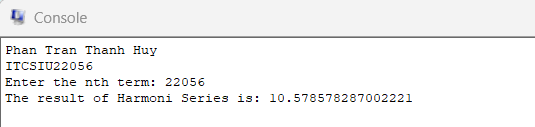 Console
Phan Tran Thanh Huy
ITCSIU22056
Enter the nth term: 22056
The result of Harmoni Series is: 10.578578287002221